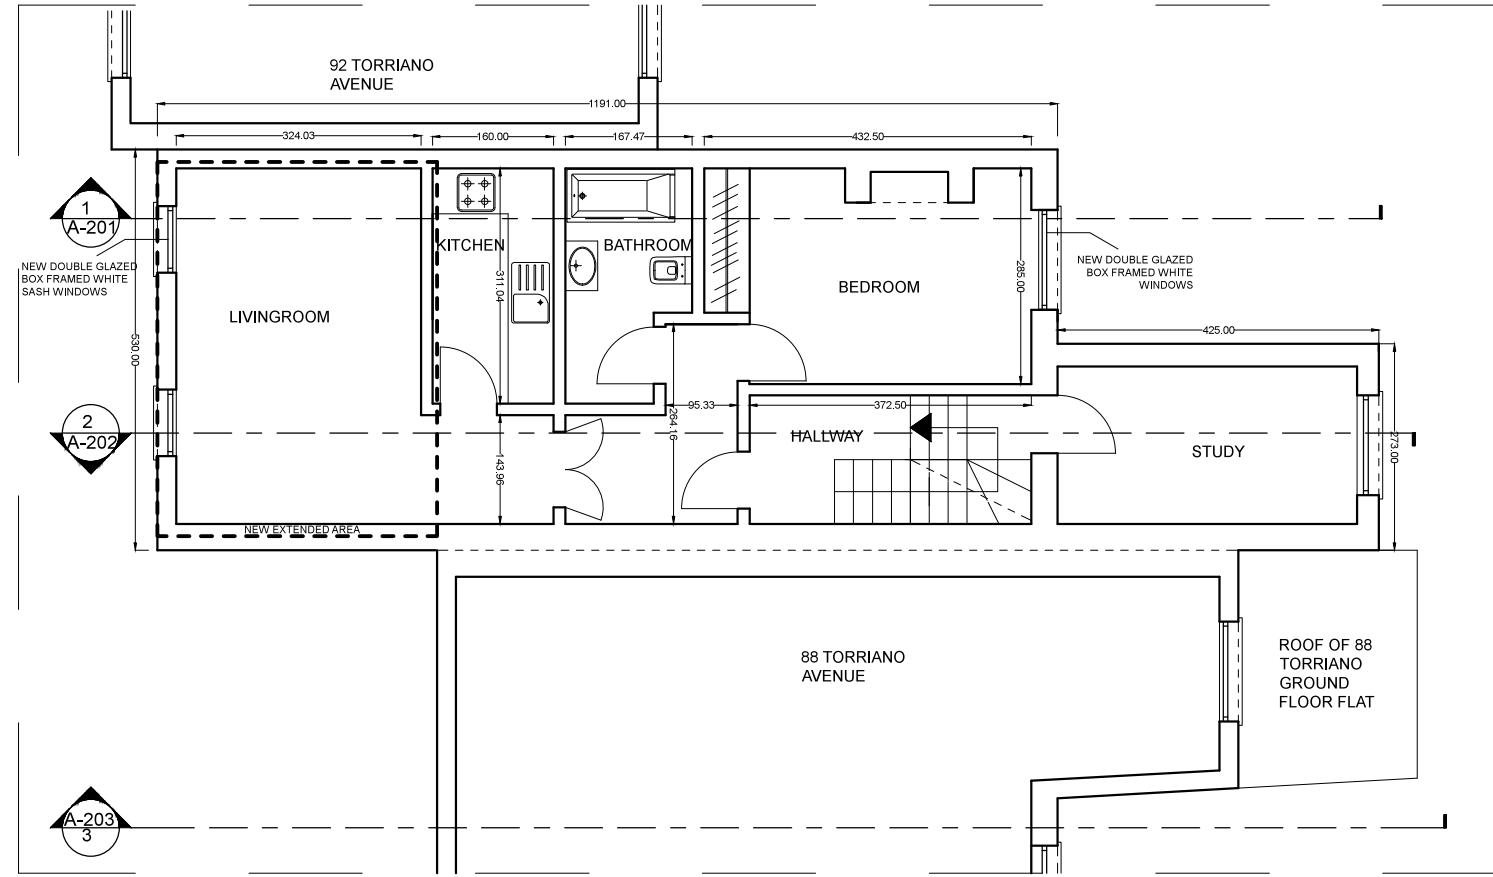 92 TORRIANO
AVENUE
1191.00
324.03
160.00
167.47
432.50
1
A-201
KITCHEN
BATHROOM
NEW DOUBLE GLAZED
BOX FRAMED WHITE
SASH WINDOWS
NEW DOUBLE GLAZED
BOX FRAMED WHITE
WINDOWS
311.04
285.00
BEDROOM
LIVINGROOM
530.00
425.00
2
A-202
95.33
264.16
372.50
HALLWAY
STUDY
273.00
143.96
NEW EXTENDED AREA
88 TORRIANO
AVENUE
ROOF OF 88
TORRIANO
GROUND
FLOOR FLAT
A-203
3